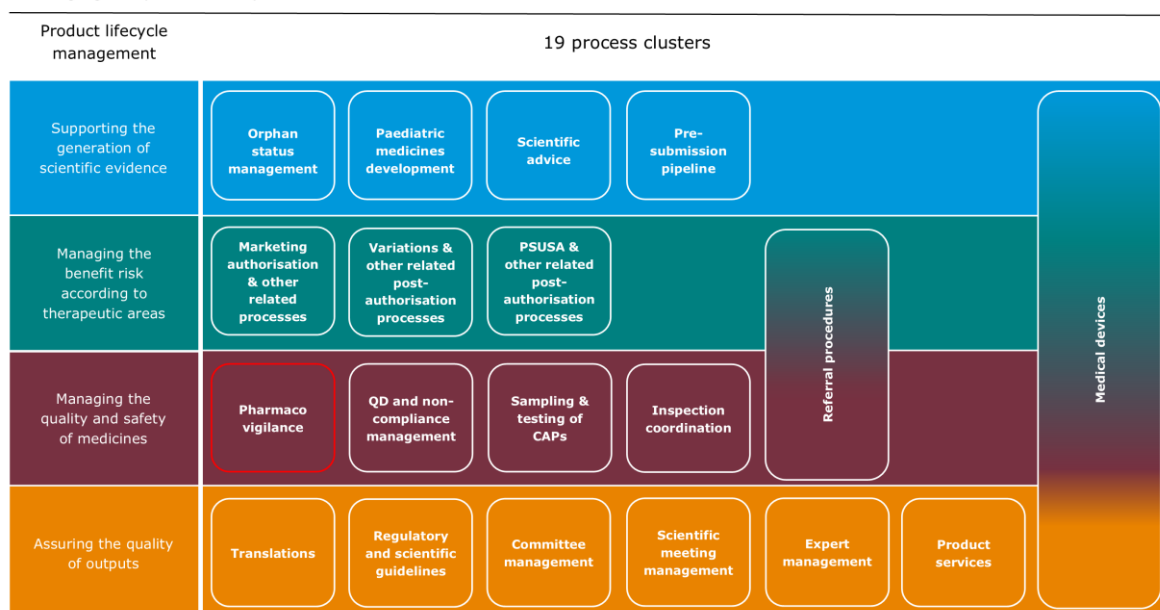 Product lifecycle
management
19 process clusters
Supporting the
generation of
scientific evidence
Orphan
status
management
Paediatric
medicines
development
Scientific
advice
Pre-
submission
pipeline
Managing the
benefit risk
according to
therapeutic areas
Marketing
authorisation
& other
related
processes
Variations &
other related
post-
authorisation
processes
PSUSA &
other related
post-
authorisation
processes
Referral procedures
Medical devices
Managing the
quality and safety
of medicines
Pharmaco
vigilance
QD and non-
compliance
management
Sampling &
testing of
CAPs
Inspection
coordination
Assuring the quality
of outputs
Translations
Regulatory
and scientific
guidelines
Committee
management
Scientific
meeting
management
Expert
management
Product
services